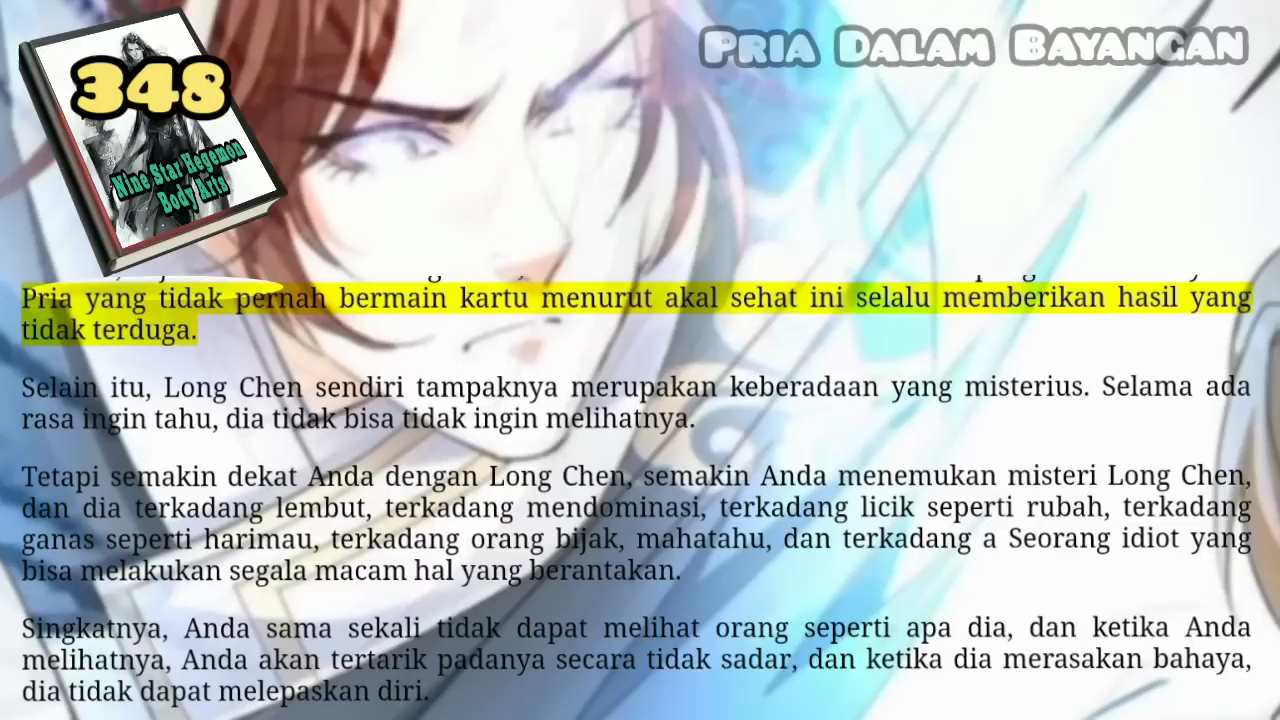 Pria Dalam Bayangan
348
Nine Star Hegemon
Body Arts
Pria yang tidak pernah bermain kartu menurut akal sehat ini selalu memberikan hasil yang
tidak terduga.
Selain itu, Long Chen sendiri tampaknya merupakan keberadaan yang misterius. Selama ada
rasa ingin tahu, dia tidak bisa tidak ingin melihatnya.
Tetapi semakin dekat Anda dengan Long Chen, semakin Anda menemukan misteri Long Chen,
dan dia terkadang lembut, terkadang mendominasi, terkadang licik seperti rubah, terkadang
ganas seperti harimau, terkadang orang bijak, mahatahu, dan terkadang a Seorang idiot yang
bisa melakukan segala macam hal yang berantakan.
Singkatnya, Anda sama sekali tidak dapat melihat orang seperti apa dia, dan ketika Anda
melihatnya, Anda akan tertarik padanya secara tidak sadar, dan ketika dia merasakan bahaya,
dia tidak dapat melepaskan diri.